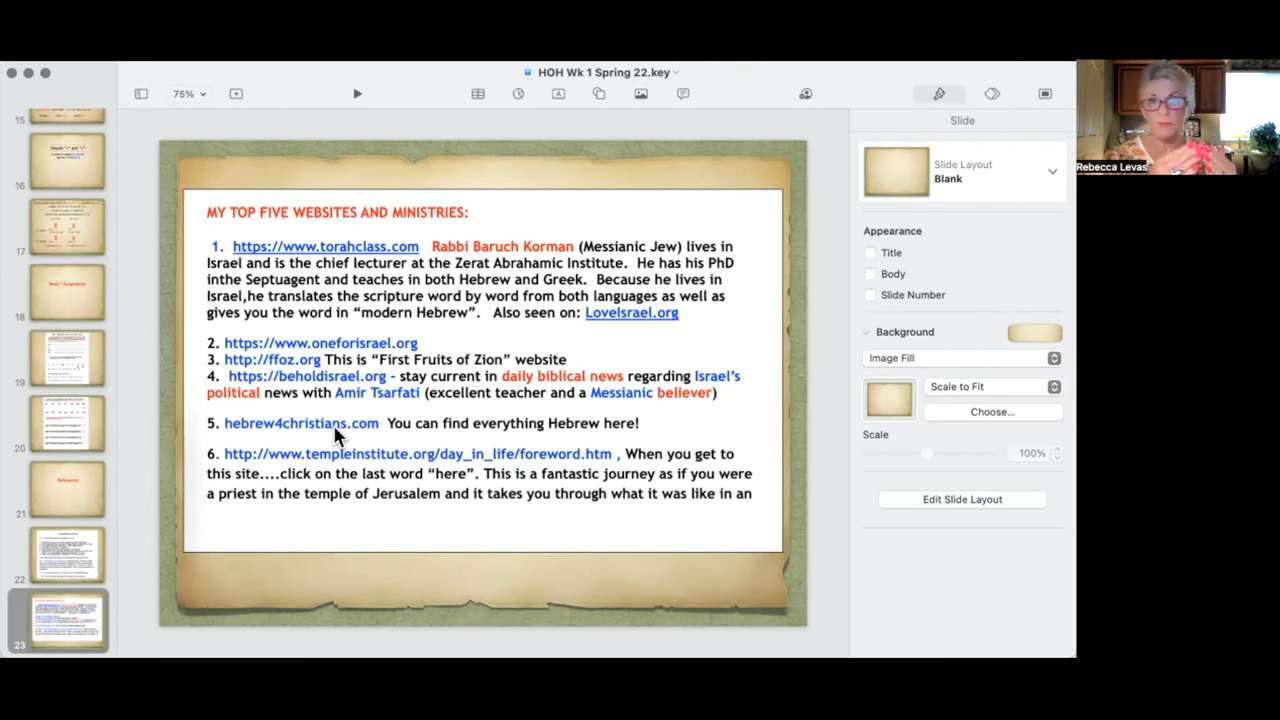 HOH Wk 1 Spring 22.key
75%
Slide
Slide Layout
Blank
Rebecca Levas
Appearance
Title
Body
Slide Number
Background
Image Fill
Scale to Fit
Choose...
Scale
100%
Edit Slide Layout
15
16
17
18
19
20
21
22
23
MY TOP FIVE WEBSITES AND MINISTRIES:
1. https://www.torahclass.com Rabbi Baruch Korman (Messianic Jew) lives in
Israel and is the chief lecturer at the Zerat Abrahamic Institute. He has his PhD
inthe Septuagent and teaches in both Hebrew and Greek. Because he lives in
Israel,he translates the scripture word by word from both languages as well as
gives you the word in “modern Hebrew”. Also seen on: LoveIsrael.org
2. https://www.oneforisrael.org
3. http://ffoz.org This is “First Fruits of Zion” website
4. https://beholdisrael.org - stay current in daily biblical news regarding Israel’s
political news with Amir Tsarfati (excellent teacher and a Messianic believer)
5. hebrew4christians.com You can find everything Hebrew here!
6. http://www.templeinstitute.org/day_in_life/foreword.htm , When you get to
this site....click on the last word “here”. This is a fantastic journey as if you were
a priest in the temple of Jerusalem and it takes you through what it was like in an